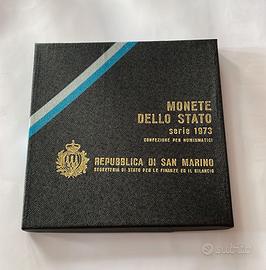 MONETE
DELLO STATO
serie 1973
CONFEZIONE PER NUMISMATICI
REPUBBLICA DI SAN MARINO
SEGRETERIA DI STATO PER LE FINANZE ED IL BILANCIO
subito